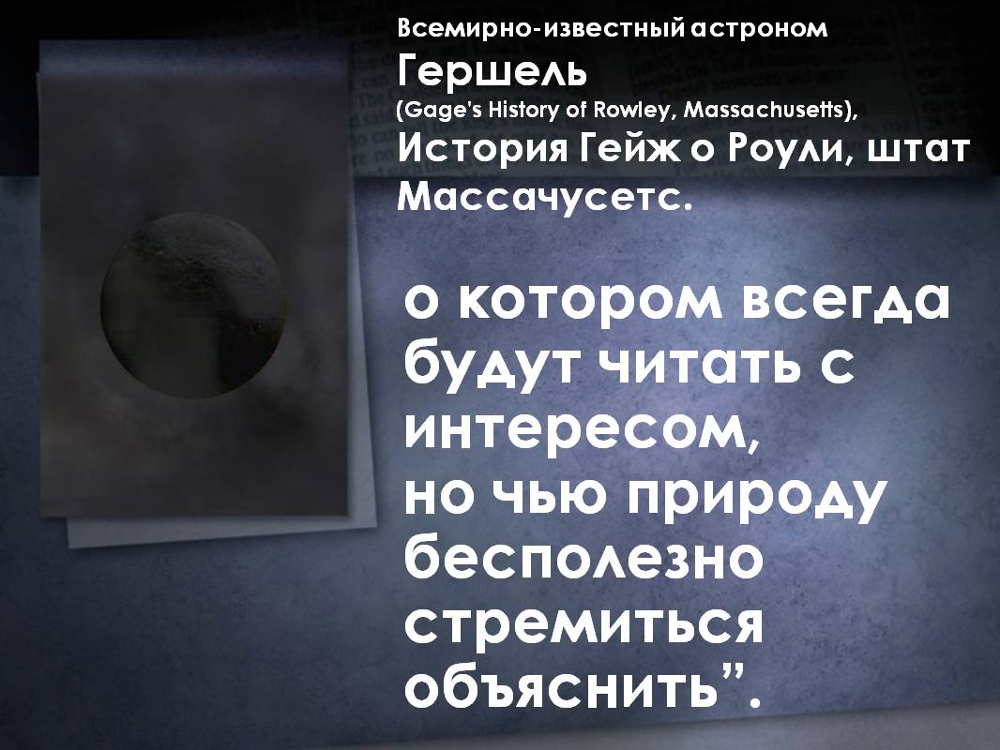 Всемирно-известный астроном
Гершель
(Gage's History of Rowley, Massachusetts),
История Гейж о Роули, штат
Массачусетс.
о котором всегда
будут читать с
интересом,
но чью природу
бесполезно
стремиться
объяснить”.